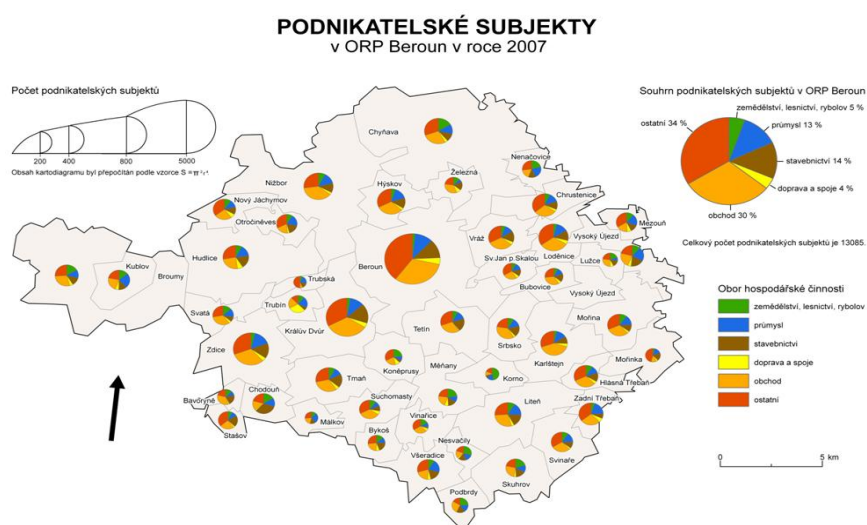 PODNIKATELSKÉ SUBJEKTY
v ORP Beroun v roce 2007
Počet podnikatelských subjektů
200 400 800 5000
Obsah kartodiagramu byl přepočítán podle vzorce
Souhrn podnikatelských subjektů v ORP Beroun
zemědělství, lesnictví, rybolov 5 %
ostatní 34 %
průmysl 13 %
stavebnictví 14 %
doprava a spoje 4 %
obchod 30 %
Celkový počet podnikatelských subjektů je 13085.
Chyňava
Nenačovice
Železná
Nižbor
Hýskov
Chrustenice
Nový Jáchymov
Otročiněves
Mezouň
Vráž
Vysoký Újezd
Hudlice
Loděnice
Lužce
Beroun
Sv.Jan p.Skalou
Kublov
Broumy
Trubská
Bubovice
Vysoký Újezd
Trubín
Svatá
Králův Dvůr
Tetín
Mořina
Srbsko
Zdice
Karlštejn
Mořinka
Koněprusy
Měňany
Korno
Hlásná Třebaň
Tmaň
Bavoryně
Chodouň
Suchomasty
Zadní Třebaň
Málkov
Vinařice
Liteň
Stašov
Bykoš
Nesvačily
Svinaře
Všeradice
Skuhrov
Podbrdy
Obor hospodářské činnosti
zemědělství, lesnictví, rybolov
průmysl
stavebnictví
doprava a spoje
obchod
ostatní
0 5 km